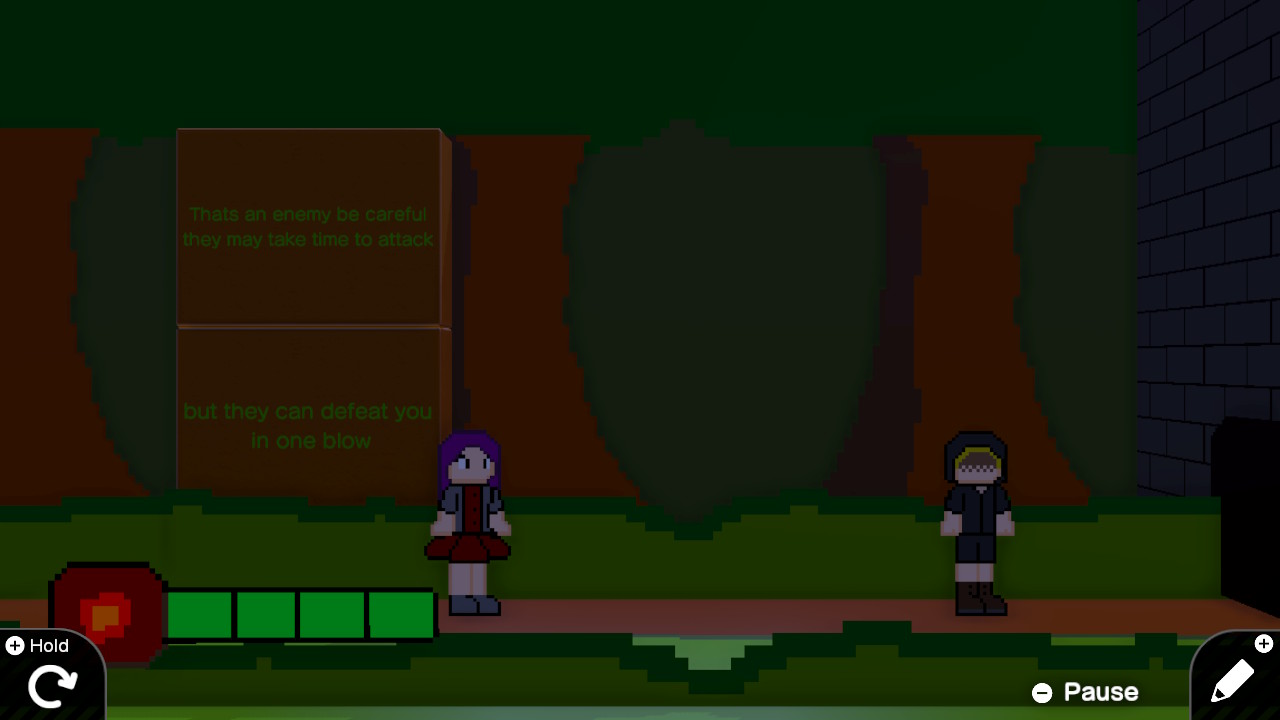 Thats an enemy be careful
they may take time to attack
but they can defeat you
in one blow
Hold
Pause